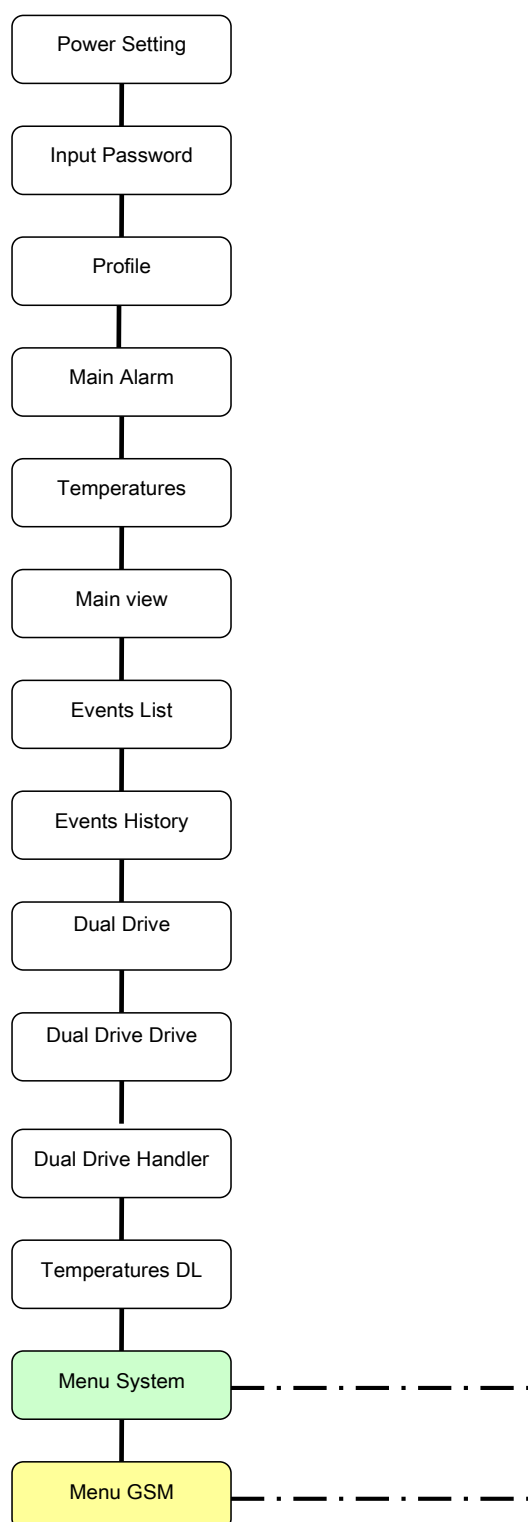 Power Setting
Input Password
Profile
Main Alarm
Temperatures
Main view
Events List
Events History
Dual Drive
Dual Drive Drive
Dual Drive Handler
Temperatures DL
Menu System
Menu GSM